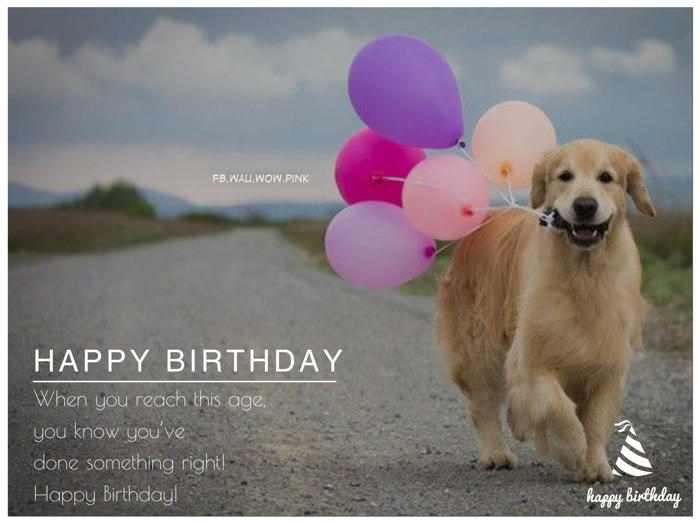 FB.WAU.WOW.PINK
HAPPY BIRTHDAY
When you reach this age,
you know you've
done something right!
Happy Birthday!
happy birthday